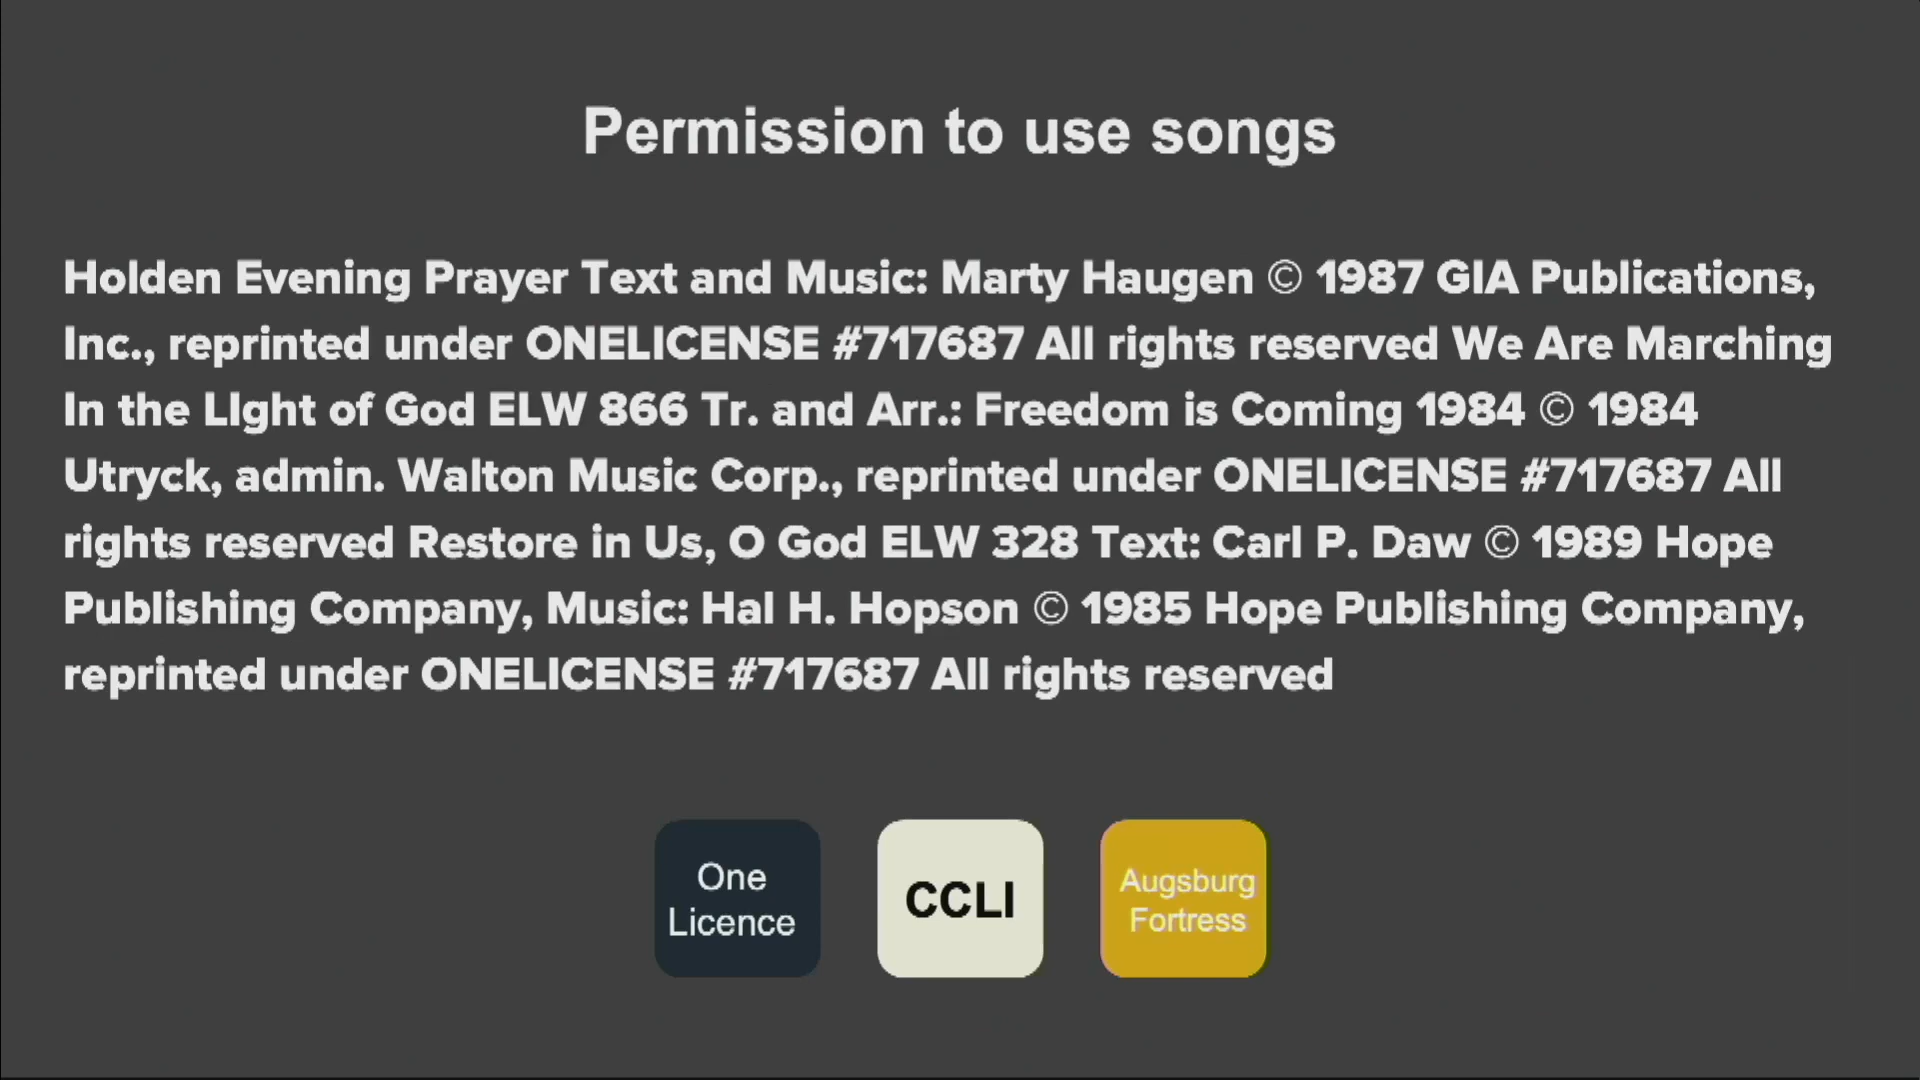 Permission to use songs
Holden Evening Prayer Text and Music: Marty Haugen © 1987 GIA Publications,
Inc., reprinted under ONELICENSE #717687 All rights reserved We Are Marching
In the LIght of God ELW 866 Tr. and Arr.: Freedom is Coming 1984 © 1984
Utryck, admin. Walton Music Corp., reprinted under ONELICENSE #717687 All
rights reserved Restore in Us, O God ELW 328 Text: Carl P. Daw © 1989 Hope
Publishing Company, Music: Hal H. Hopson © 1985 Hope Publishing Company,
reprinted under ONELICENSE #717687 All rights reserved
One
Licence
CCLI
Augsburg
Fortress